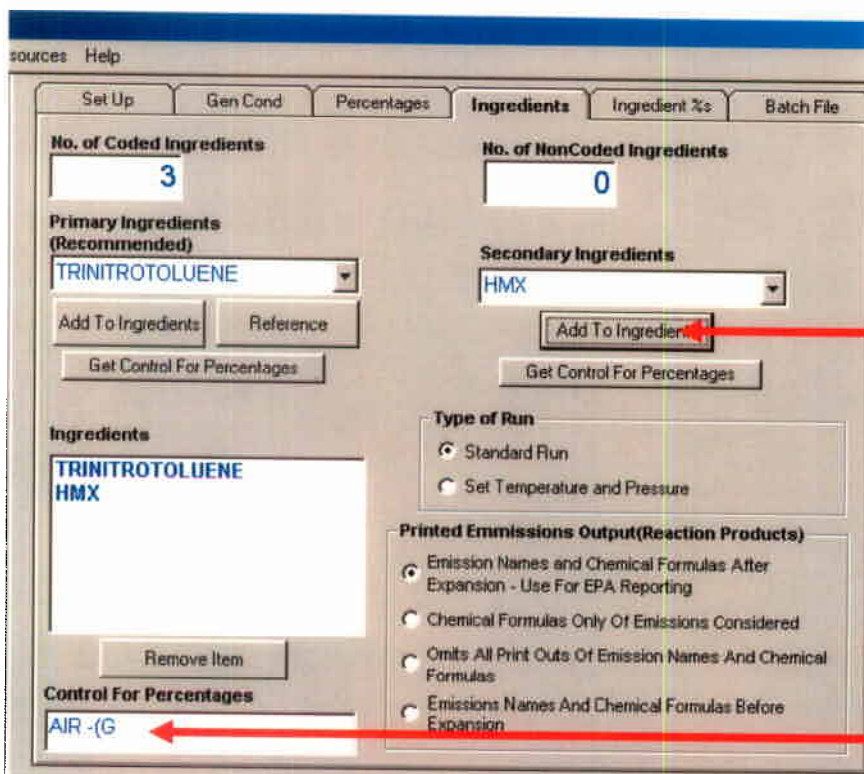 sources Help
Set Up Gen Cond Percentages Ingredients Ingredient %s Batch File
No. of Coded Ingredients
3
No. of NonCoded Ingredients
0
Primary Ingredients
(Recommended)
TRINITROTOLUENE
Add To Ingredients Reference
Get Control For Percentages
Secondary Ingredients
HMX
Add To Ingredien
Get Control For Percentages
Ingredients
TRINITROTOLUENE
HMX
Remove Item
Control For Percentages
AIR -(G
Type of Run
Standard Run
Set Temperature and Pressure
Printed Emmissions Output(Reaction Products)
Emission Names and Chemical Formulas After
Expansion - Use For EPA Reporting
Chemical Formulas Only Of Emissions Considered
Omits All Print Outs Of Emission Names And Chemical
Formulas
Emissions Names And Chemical Formulas Before
Expansion